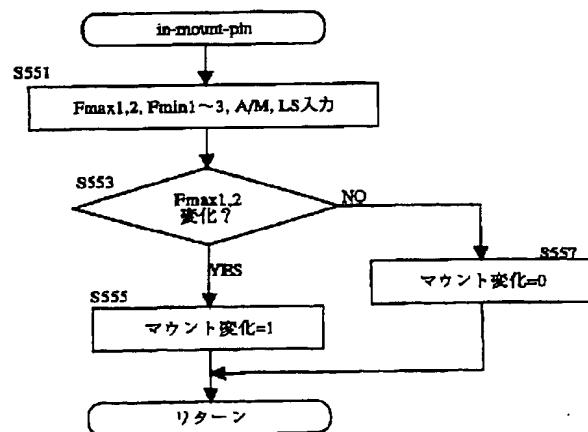 in-mount-pin
S551
Fmax1,2, Fmin1～3, A/M, LS入力
S553
Fmax1,2
変化？
NO
YES
S557
マウント変化=0
S555
マウント変化=1
リターン